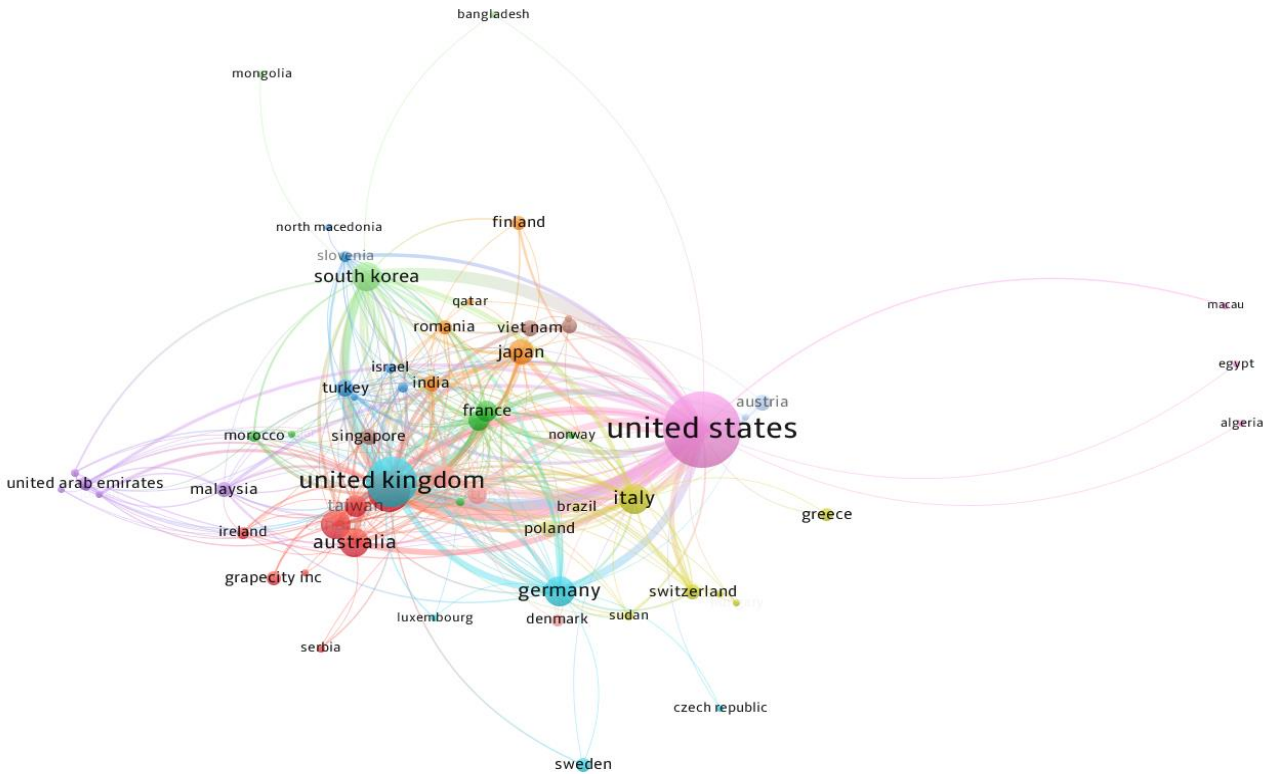 bangladesh
mongolia
finland
north macedonia
slovenia
south korea
qatar
macau
romania
viet nam
japan
egypt
israel
turkey
india
austria
france
algeria
united states
morocco
singapore
norway
united kingdom
united arab emirates
malaysia
italy
taiwan
brazil
greece
poland
ireland
australia
grapecity inc
germany
switzerland
luxembourg
denmark
sudan
serbia
czech republic
sweden